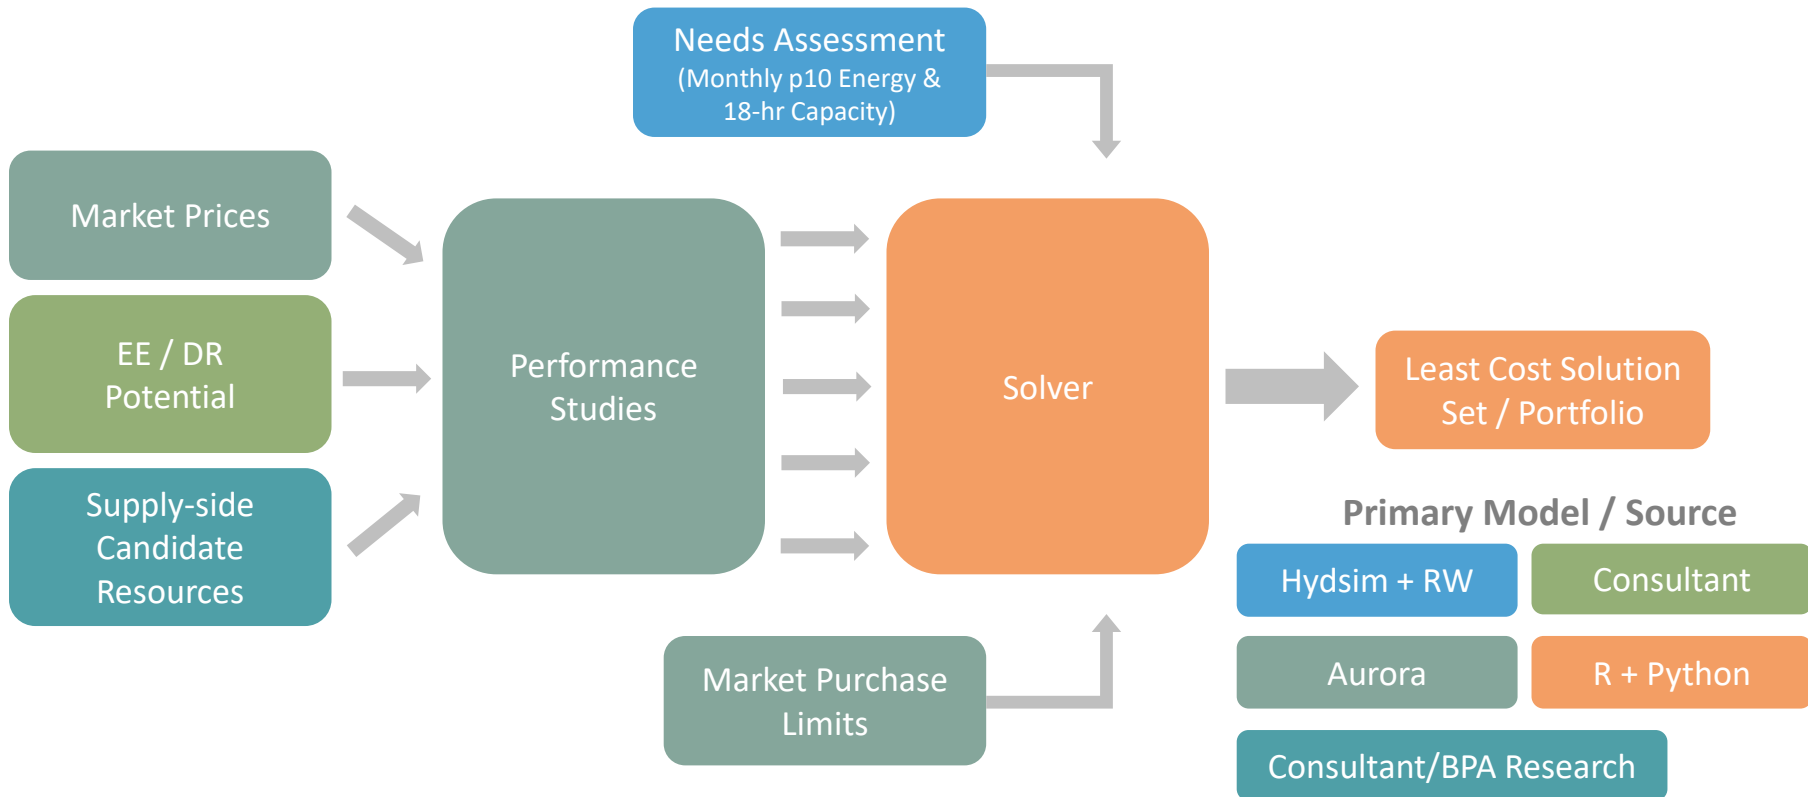 Needs Assessment
(Monthly p10 Energy &
18-hr Capacity)
Market Prices
EE / DR
Potential
Supply-side
Candidate
Resources
Performance
Studies
Solver
Least Cost Solution
Set / Portfolio
Market Purchase
Limits
Primary Model / Source
Hydsim + RW
Consultant
Aurora
R + Python
Consultant/BPA Research